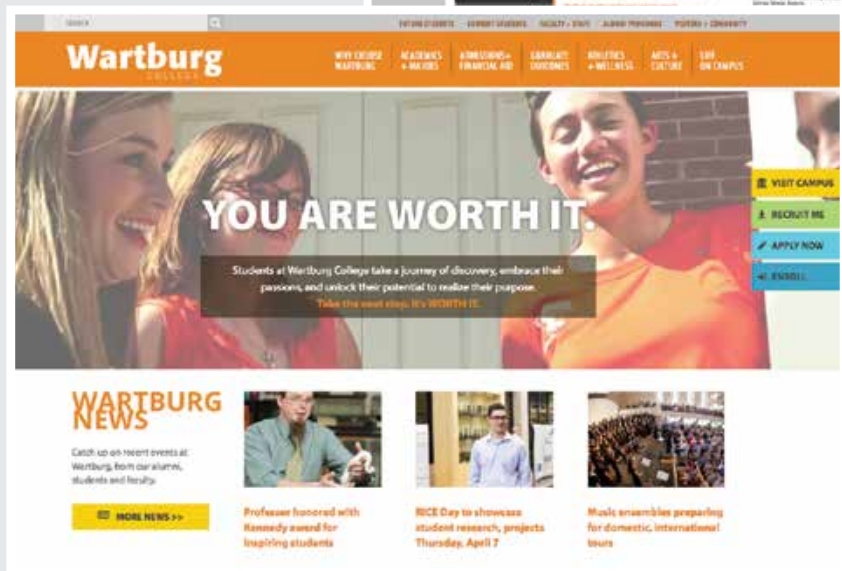 SEARCH
FUTURE STUDENTS CURRENT STUDENTS FACULTY + STAFF ALUMNI + PARENTS VISITORS + COMMUNITY
Wartburg
COLLEGE
WHY CHOOSE WARTBURG
ACADEMICS + MAJORS
ADMISSIONS + FINANCIAL AID
GRADUATE OUTCOMES
ATHLETICS + WELLNESS
ARTS + CULTURE
LIFE ON CAMPUS
YOU ARE WORTH IT.
Students at Wartburg College take a journey of discovery, embrace their
passions, and unlock their potential to realize their purpose.
Take the next step. It's WORTH IT.
VISIT CAMPUS
RECRUIT ME
APPLY NOW
ENROLL
WARTBURG
NEWS
Catch up on recent events at
Wartburg, from our alumni,
students and faculty.
MORE NEWS >>
Professor honored with
Kennedy award for
inspiring students
RICE Day to showcase
student research, projects
Thursday, April 7
Music ensembles preparing
for domestic, international
tours